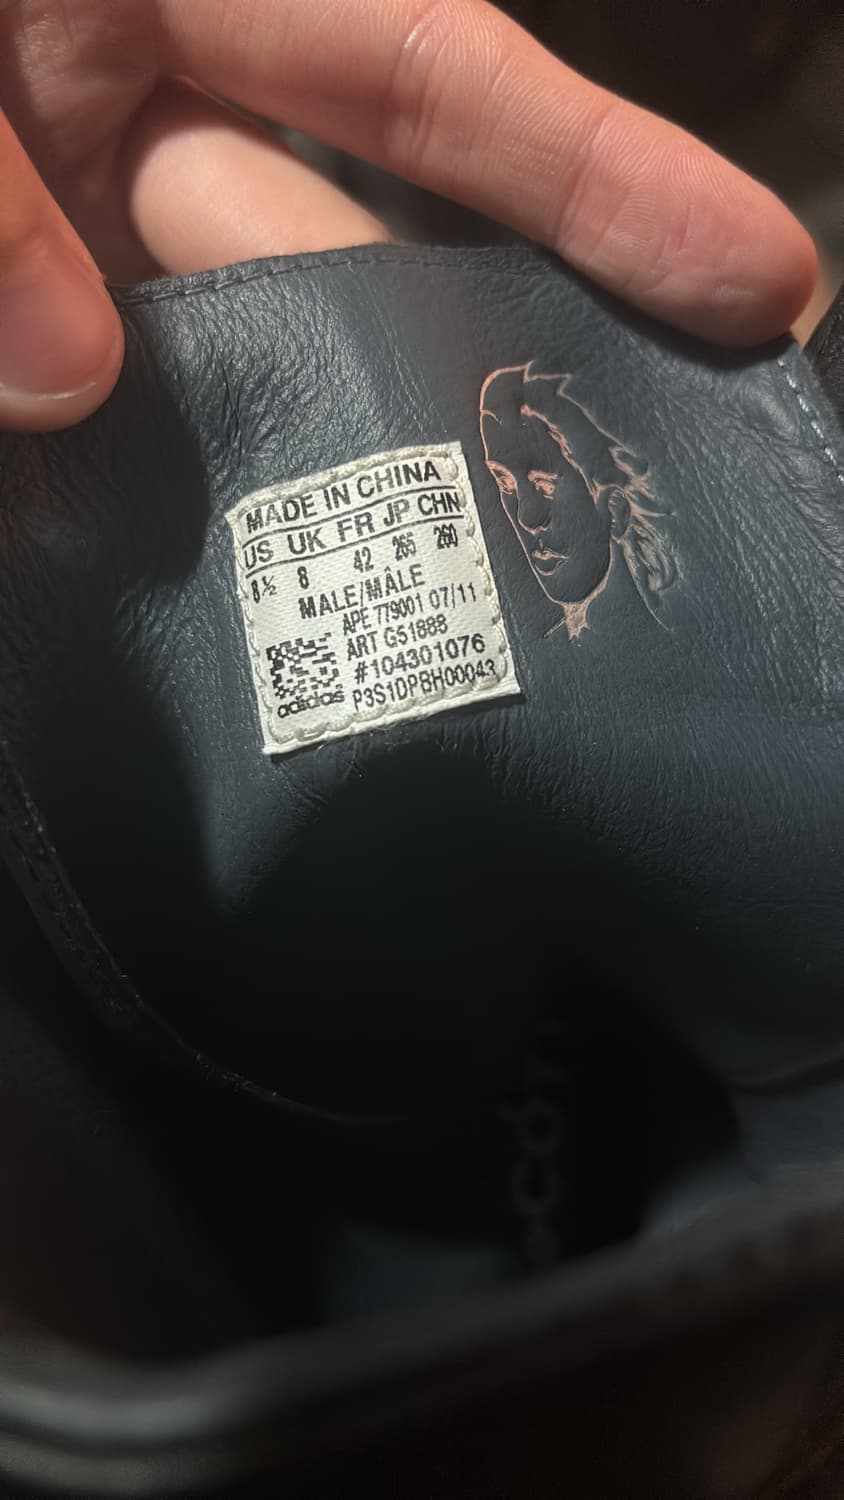 MADE IN CHINA
US UK FR JP CHN
8½ 8 42 265 260
MALE/MÂLE
APE 779001 07/11
ART G51888
#104301076
adidas P3S1DPBH00043